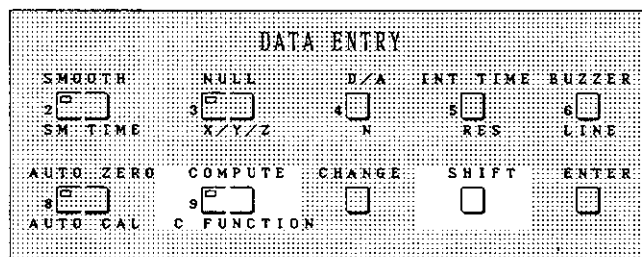 DATA ENTRY
SMOOTH NULL D/A INT TIME BUZZER
2 3 4 5 6
SM TIME X/Y/Z N RES LINE
AUTO ZERO COMPUTE CHANGE SHIFT ENTER
8 9
AUTO CAL C FUNCTION